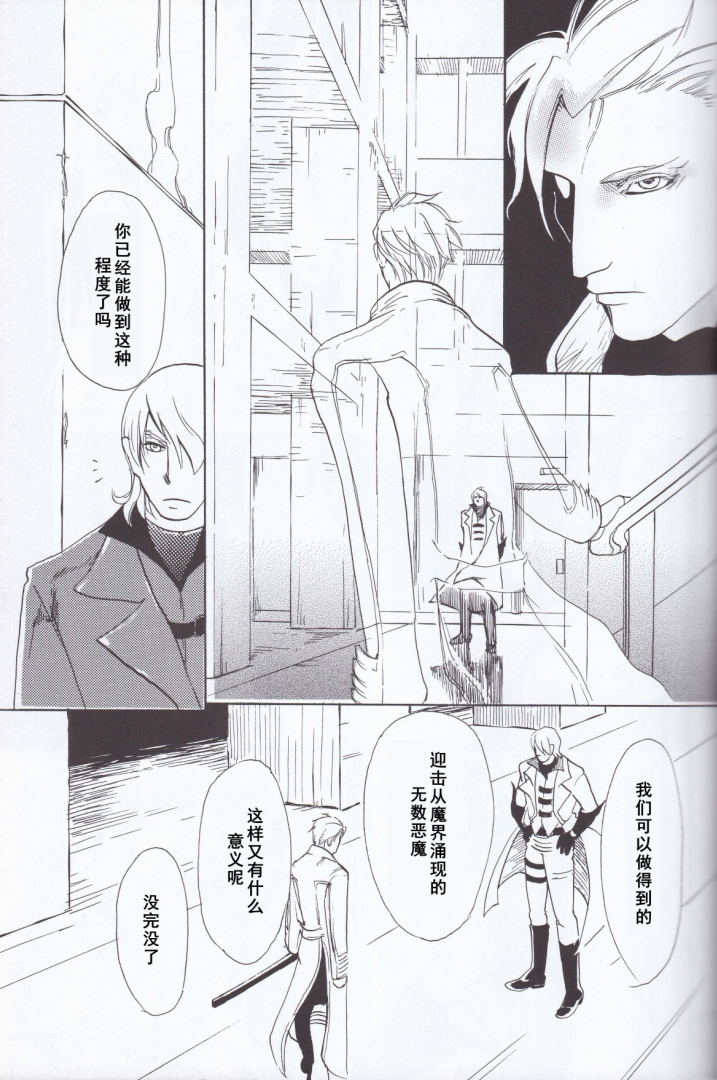 你已经能做到这种
程度了吗
我们可以做得到的
迎击从魔界涌现的
无数恶魔
这样又有什么
意义呢
没完没了